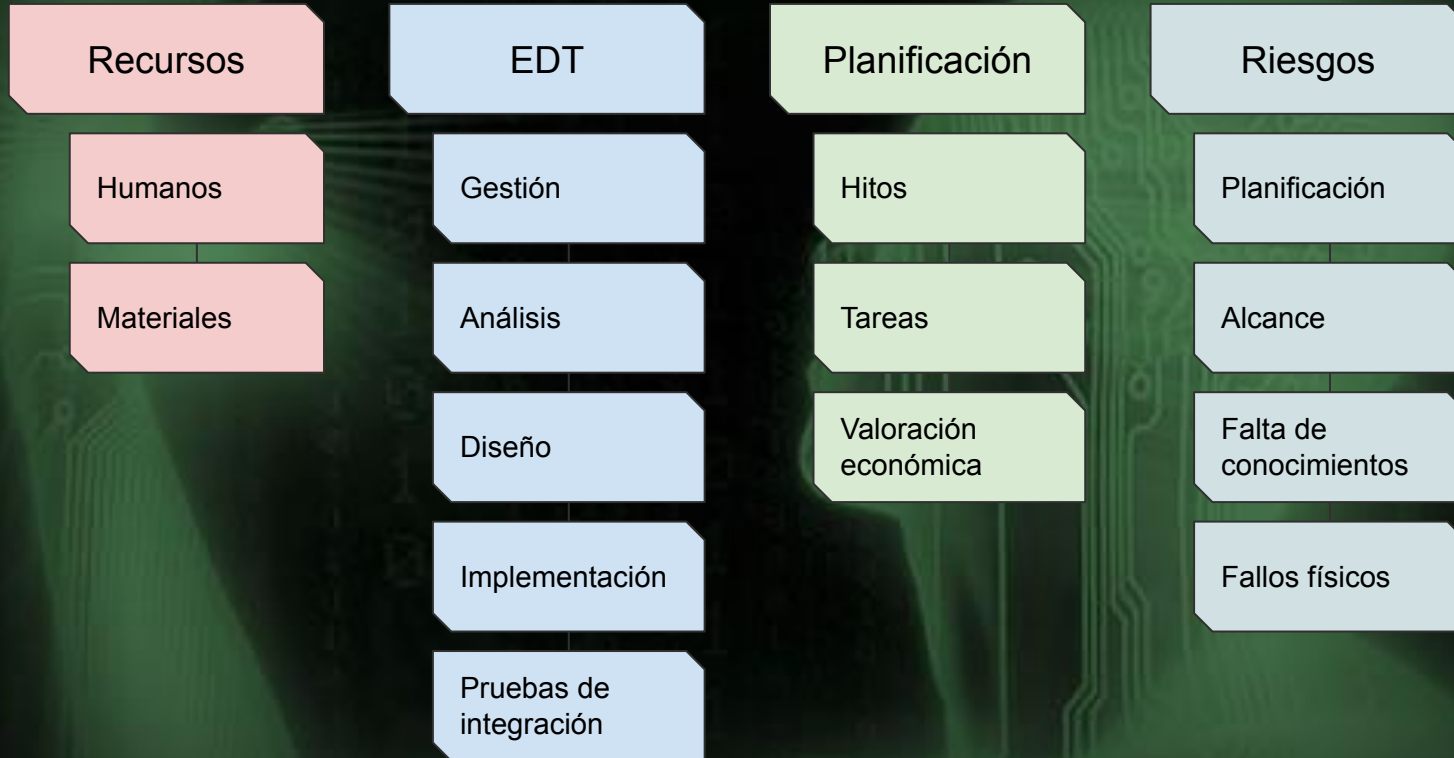 Recursos
Humanos
Materiales
EDT
Gestión
Análisis
Diseño
Implementación
Pruebas de
integración
Planificación
Hitos
Tareas
Valoración
económica
Riesgos
Planificación
Alcance
Falta de
conocimientos
Fallos físicos